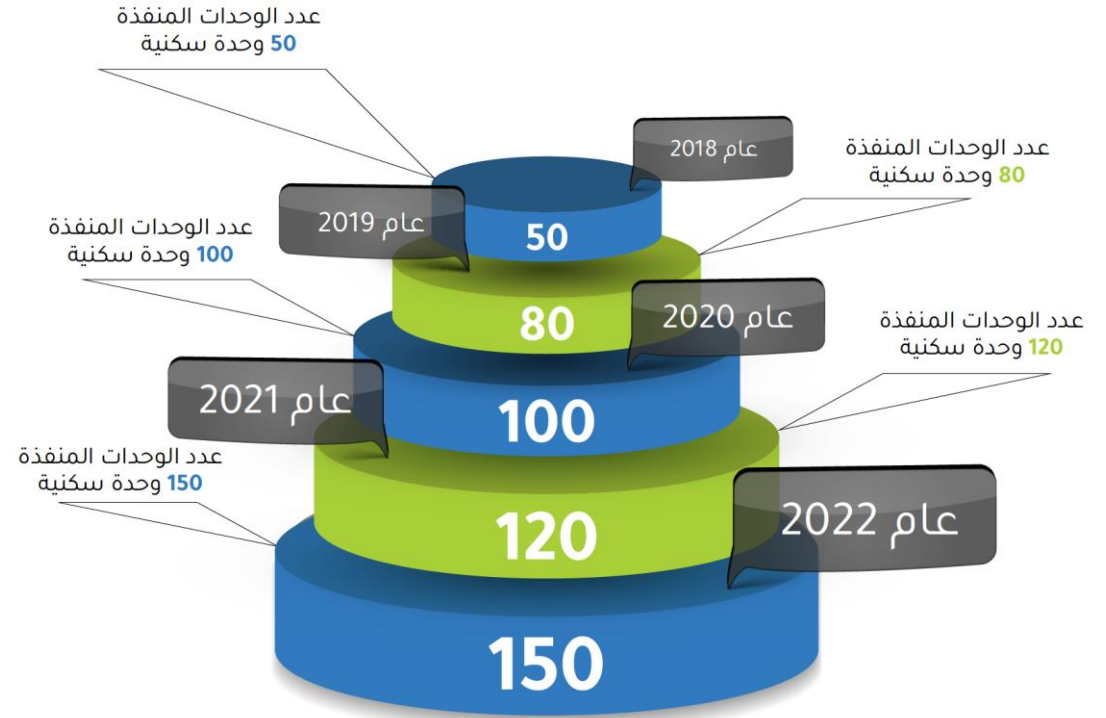 عدد الوحدات المنفذة
50 وحدة سكنية
عام 2018
50
عدد الوحدات المنفذة
80 وحدة سكنية
عام 2019
80
عدد الوحدات المنفذة
100 وحدة سكنية
عام 2020
100
عدد الوحدات المنفذة
120 وحدة سكنية
عام 2021
120
عدد الوحدات المنفذة
150 وحدة سكنية
عام 2022
150